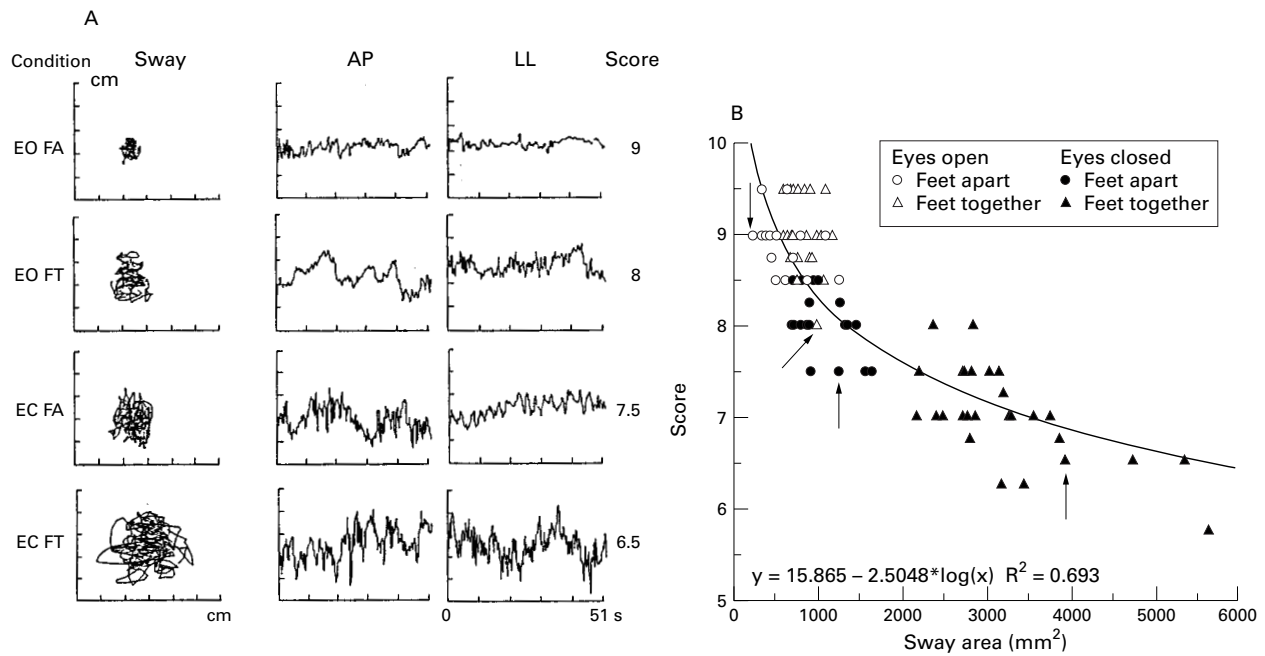 A
Condition Sway AP LL Score
cm
EO FA 9
EO FT 8
EC FA 7.5
EC FT 6.5
cm 0 51 s
B
Eyes open Eyes closed
Feet apart Feet apart
Feet together Feet together
10
9
8
7
6
5
Score
y = 15.865 – 2.5048*log(x) R² = 0.693
0 1000 2000 3000 4000 5000 6000
Sway area (mm²)